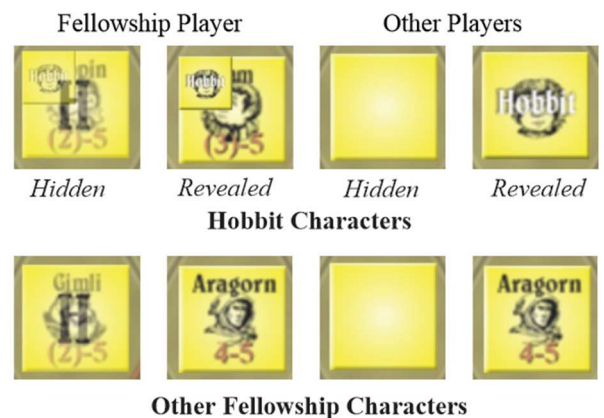 Fellowship Player Other Players
Hobbit pin H (2)-5
Hobbit m (3)-5
Hobbit
Hidden Revealed Hidden Revealed
Hobbit Characters
Gimli H (2)-5
Aragorn 4-5
Aragorn 4-5
Other Fellowship Characters